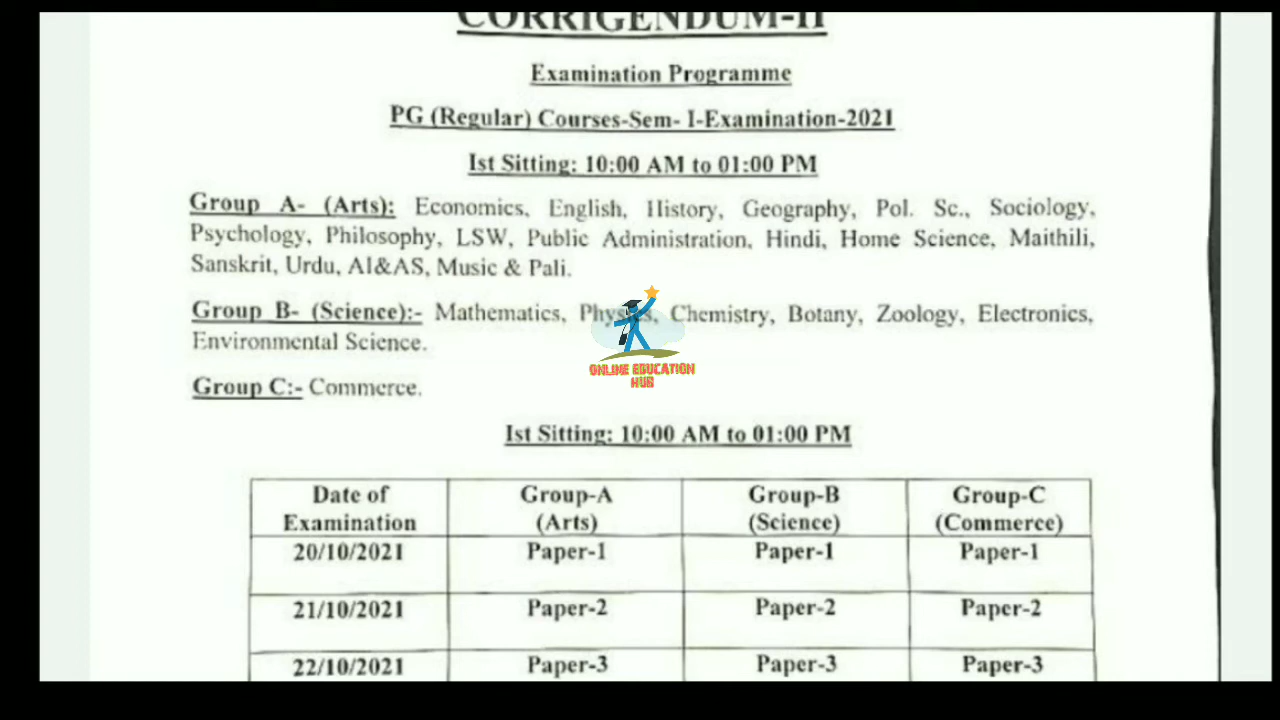 CORRIGENDUM-II
Examination Programme
PG (Regular) Courses-Sem- I-Examination-2021
Ist Sitting: 10:00 AM to 01:00 PM
Group A- (Arts): Economics, English, History, Geography, Pol. Sc., Sociology,
Psychology, Philosophy, LSW, Public Administration, Hindi, Home Science, Maithili,
Sanskrit, Urdu, AI&AS, Music & Pali.
Group B- (Science):- Mathematics, Physics, Chemistry, Botany, Zoology, Electronics,
Environmental Science.
ONLINE EDUCATION
HUB
Group C:- Commerce.
Ist Sitting: 10:00 AM to 01:00 PM
Date of Examination Group-A (Arts) Group-B (Science) Group-C (Commerce)
20/10/2021 Paper-1 Paper-1 Paper-1
21/10/2021 Paper-2 Paper-2 Paper-2
22/10/2021 Paper-3 Paper-3 Paper-3